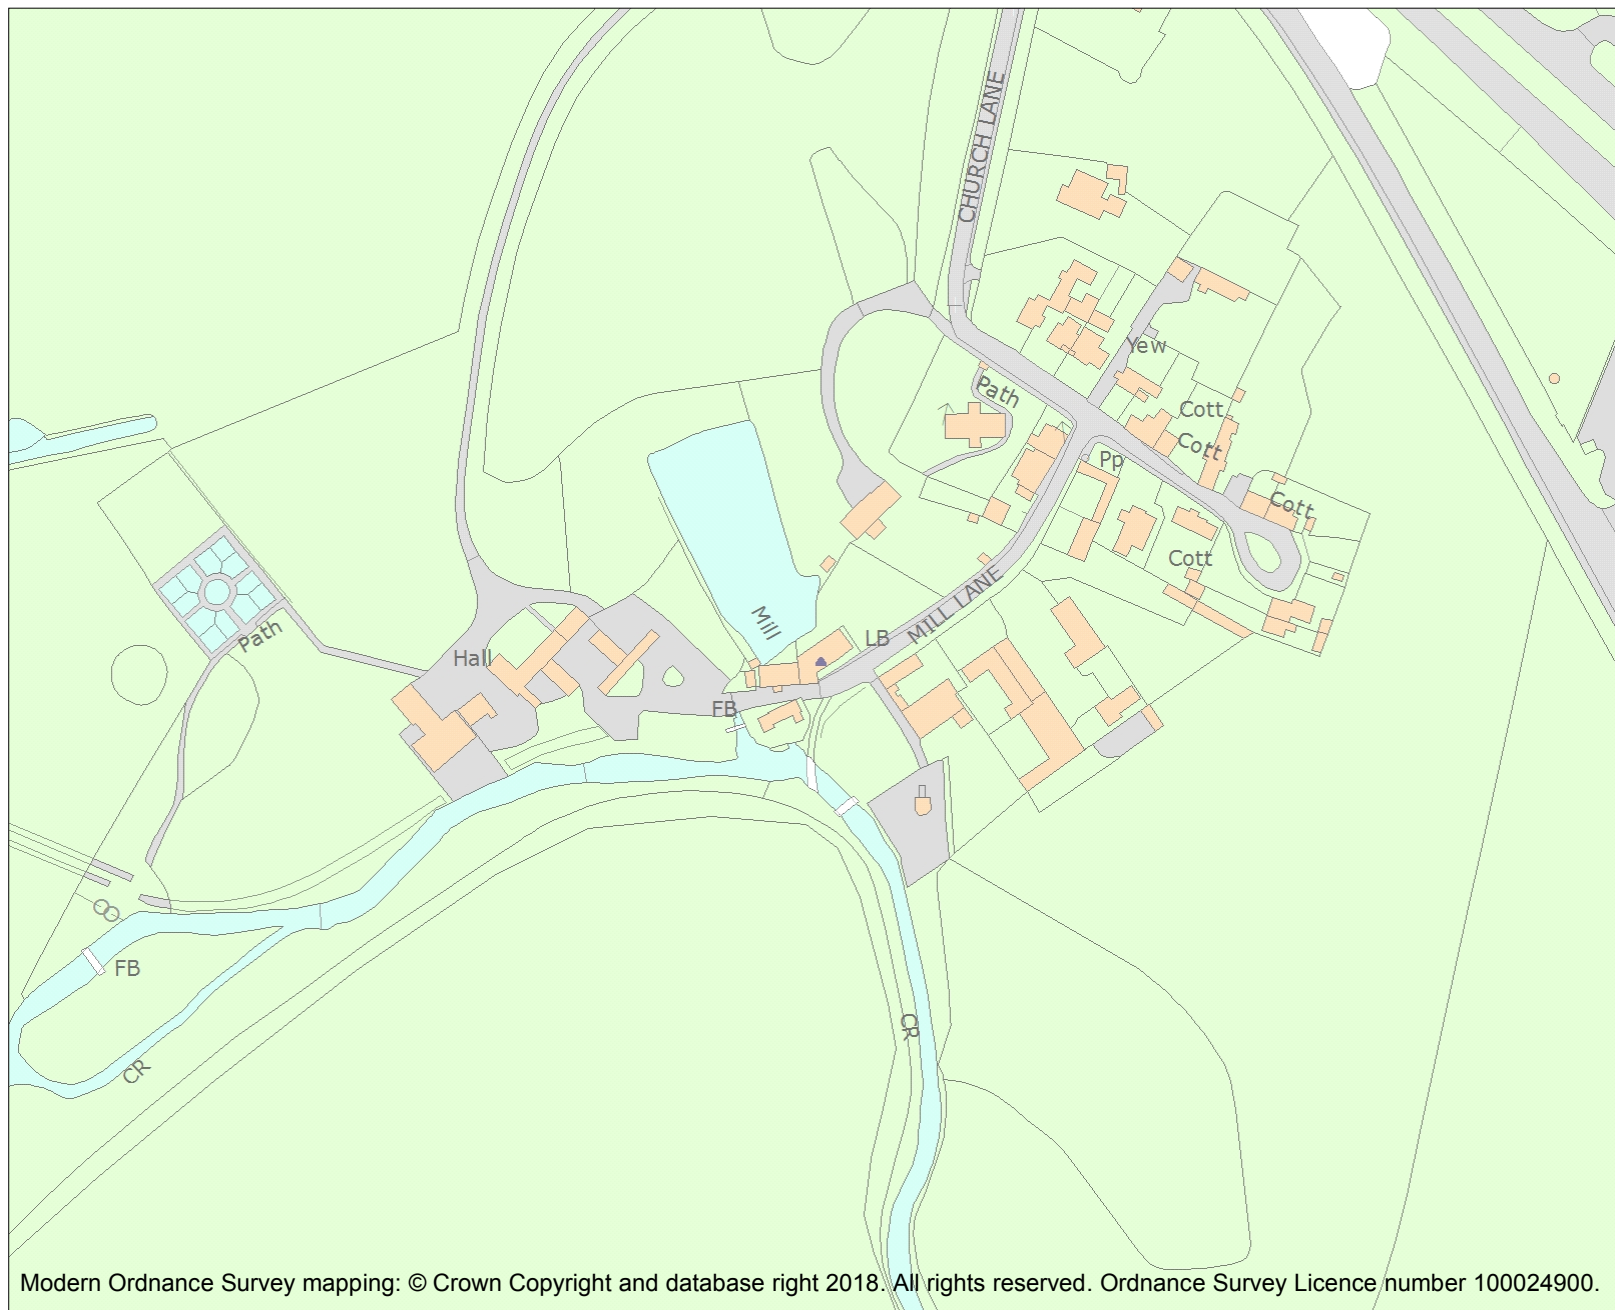 CHURCH LANE
Yew
Path
Cott
Cott
Pp
Cott
Cott
MILL LANE
Mill
LB
Path
Hall
FB
FB
CR
CR
Modern Ordnance Survey mapping: © Crown Copyright and database right 2018. All rights reserved. Ordnance Survey Licence number 100024900.